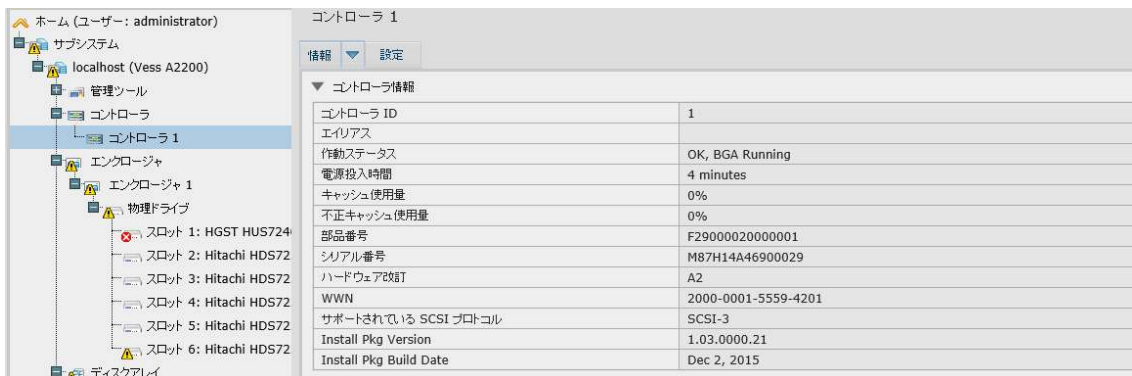 ホーム (ユーザー: administrator)
サブシステム
localhost (Vess A2200)
管理ツール
コントローラ
コントローラ 1
エンクロージャ
エンクロージャ 1
物理ドライブ
スロット 1: HGST HUS724
スロット 2: Hitachi HDS72
スロット 3: Hitachi HDS72
スロット 4: Hitachi HDS72
スロット 5: Hitachi HDS72
スロット 6: Hitachi HDS72
ディスクアレイ
コントローラ 1
情報 設定
コントローラ情報
コントローラ ID 1
エイリアス
作動ステータス OK, BGA Running
電源投入時間 4 minutes
キャッシュ使用量 0%
不正キャッシュ使用量 0%
部品番号 F29000020000001
シリアル番号 M87H14A46900029
ハードウェア改訂 A2
WWN 2000-0001-5559-4201
サポートされている SCSI プロトコル SCSI-3
Install Pkg Version 1.03.0000.21
Install Pkg Build Date Dec 2, 2015